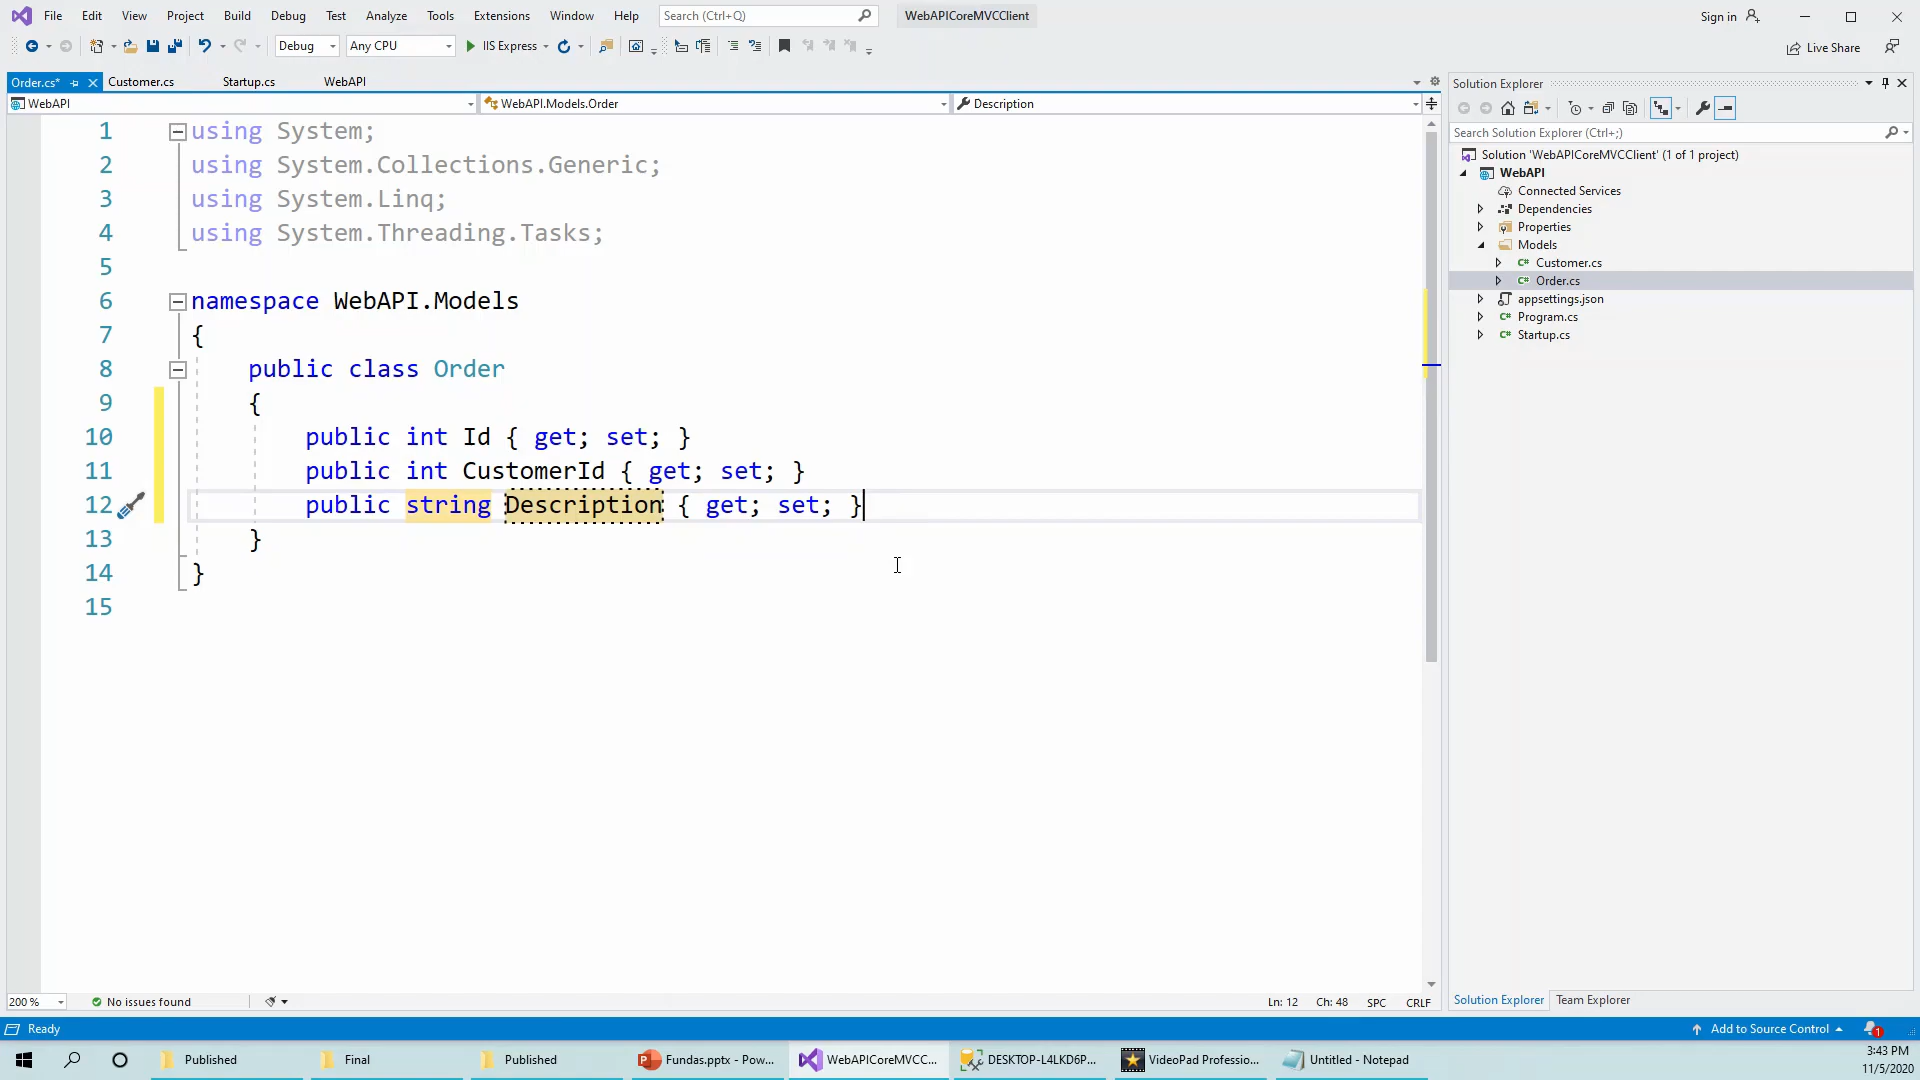 File Edit View Project Build Debug Test Analyze Tools Extensions Window Help Search (Ctrl+Q) WebAPICoreMVCClient Sign in
Debug Any CPU IIS Express Live Share
Order.cs* Customer.cs Startup.cs WebAPI
WebAPI WebAPI.Models.Order Description
1 using System;
2 using System.Collections.Generic;
3 using System.Linq;
4 using System.Threading.Tasks;
5
6 namespace WebAPI.Models
7 {
8 public class Order
9 {
10 public int Id { get; set; }
11 public int CustomerId { get; set; }
12 public string Description { get; set; }
13 }
14 }
15
200 % No issues found Ln: 12 Ch: 48 SPC CRLF
Solution Explorer
Search Solution Explorer (Ctrl+;)
Solution 'WebAPICoreMVCClient' (1 of 1 project)
WebAPI
Connected Services
Dependencies
Properties
Models
C# Customer.cs
C# Order.cs
appsettings.json
C# Program.cs
C# Startup.cs
Solution Explorer Team Explorer
Ready Add to Source Control 1
Published Final Published Fundas.pptx - Pow... WebAPICoreMVCC... DESKTOP-L4LKD6P... VideoPad Professio... Untitled - Notepad
3:43 PM
11/5/2020